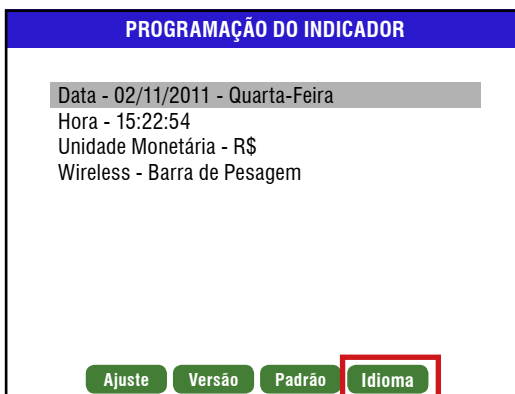 PROGRAMAÇÃO DO INDICADOR
Data - 02/11/2011 - Quarta-Feira
Hora - 15:22:54
Unidade Monetária - R$
Wireless - Barra de Pesagem
Ajuste Versão Padrão Idioma